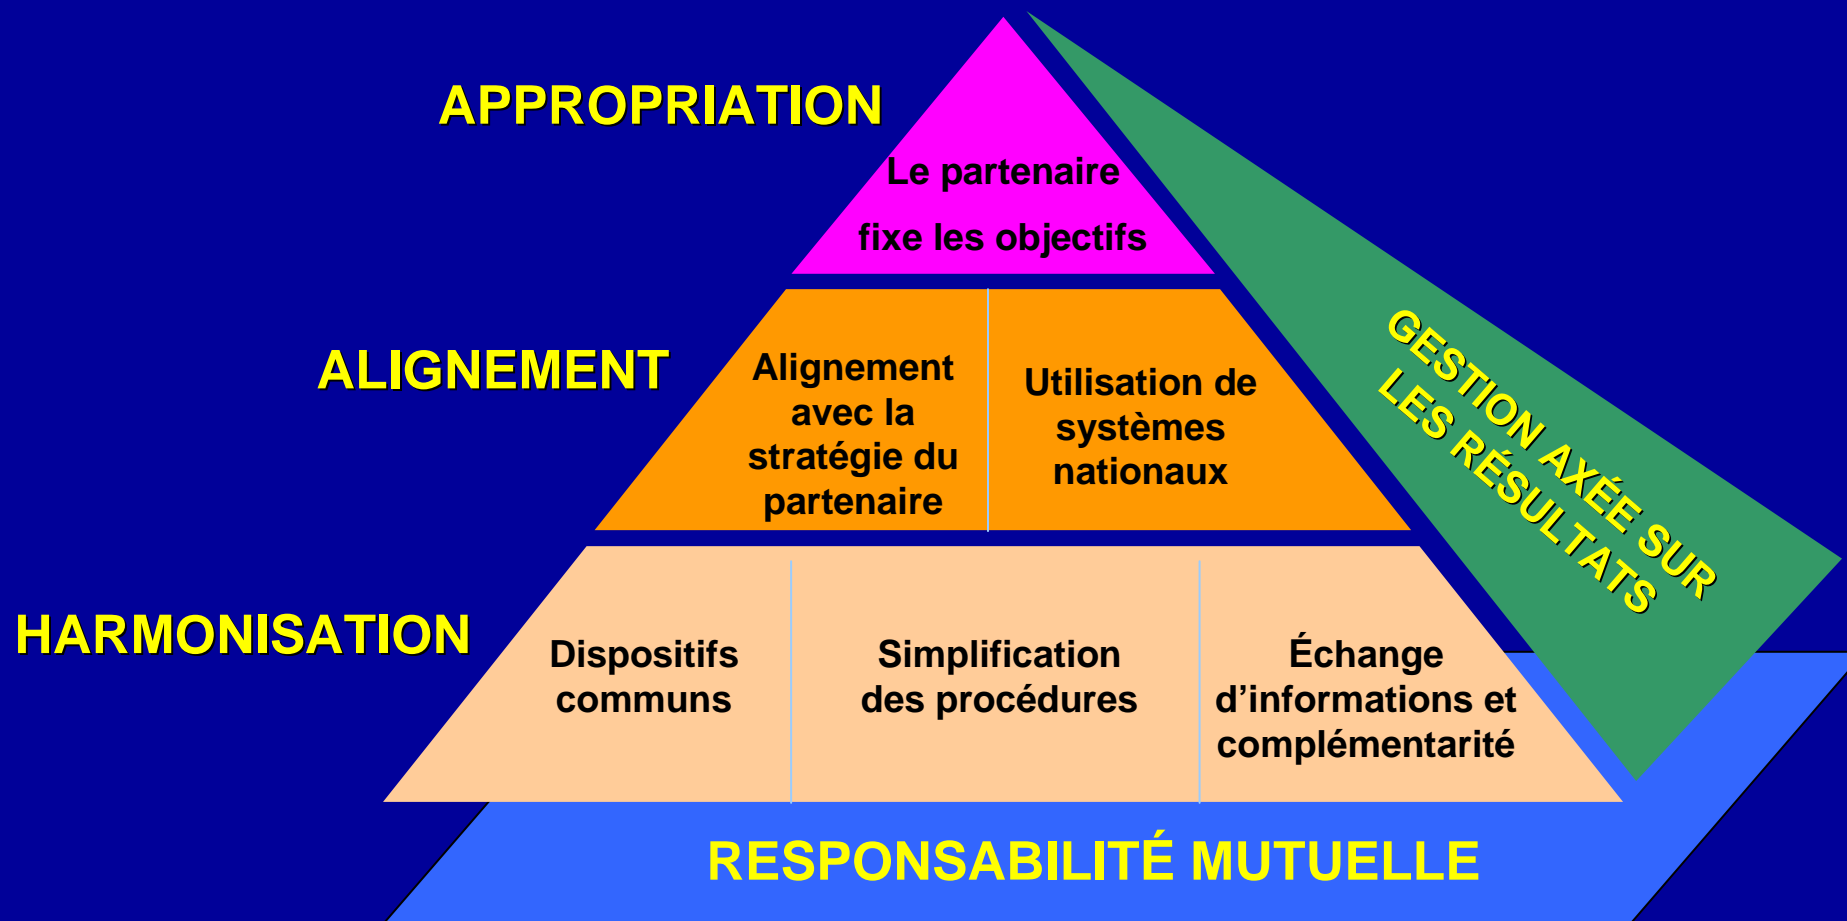 APPROPRIATION
Le partenaire
fixe les objectifs
ALIGNEMENT
Alignement
avec la
stratégie du
partenaire
Utilisation de
systèmes
nationaux
GESTION AXÉE SUR
LES RÉSULTATS
HARMONISATION
Dispositifs
communs
Simplification
des procédures
Échange
d’informations et
complémentarité
RESPONSABILITÉ MUTUELLE